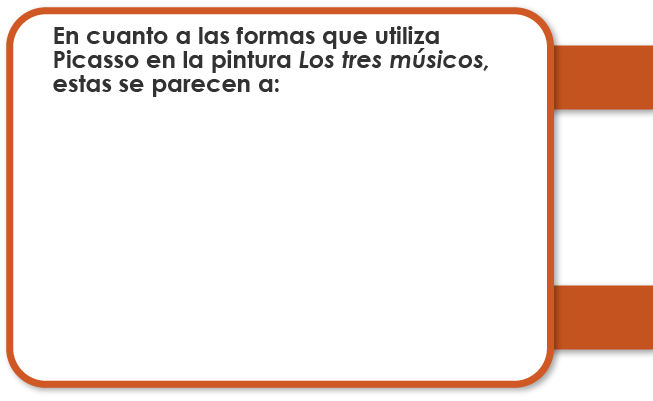 En cuanto a las formas que utiliza
Picasso en la pintura Los tres músicos,
estas se parecen a: